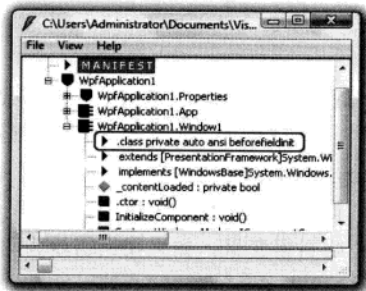 C:\Users\Administrator\Documents\Vis...
File View Help
MANIFEST
WpfApplication1
WpfApplication1.Properties
WpfApplication1.App
WpfApplication1.Window1
.class private auto ansi beforefieldinit
extends [PresentationFramework]System.Wi
implements [WindowsBase]System.Windows.
_contentLoaded : private bool
.ctor : void()
InitializeComponent : void()